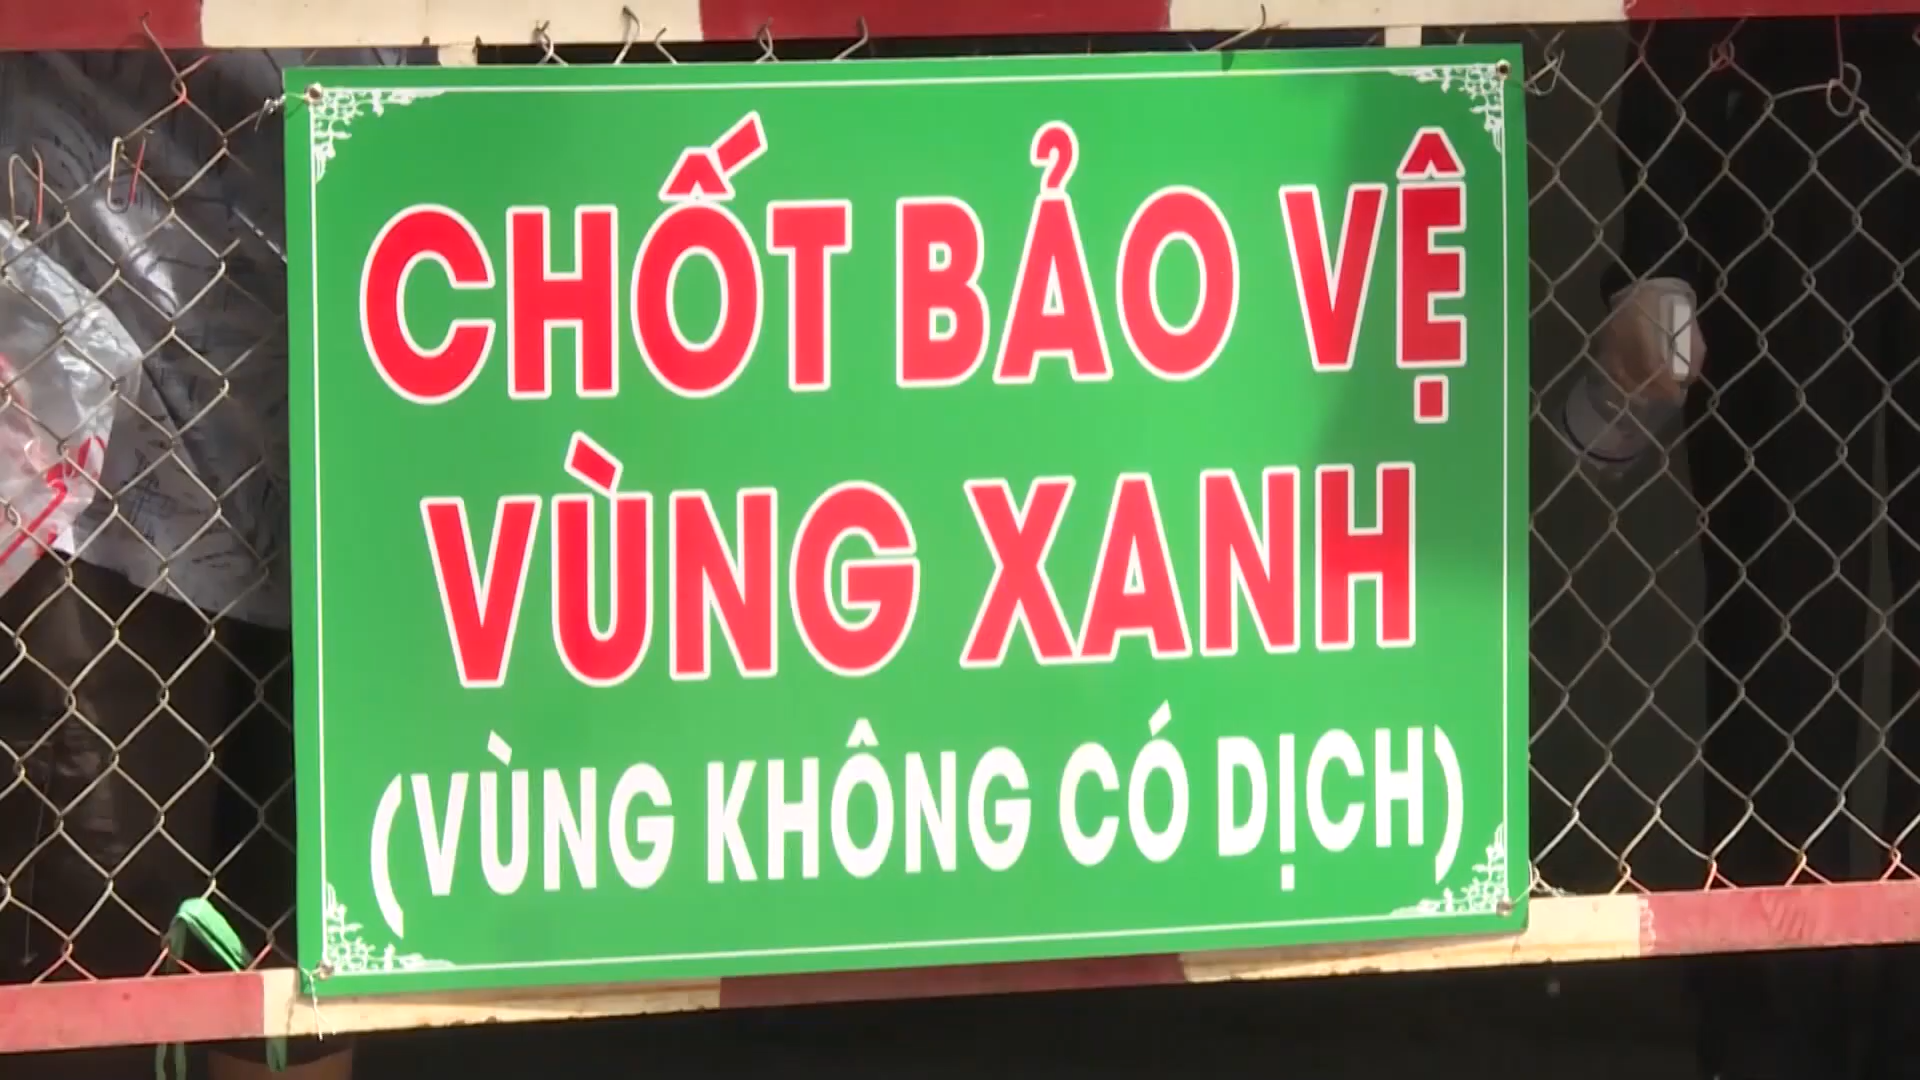 CHỐT BẢO VỆ
VÙNG XANH
(VÙNG KHÔNG CÓ DỊCH)